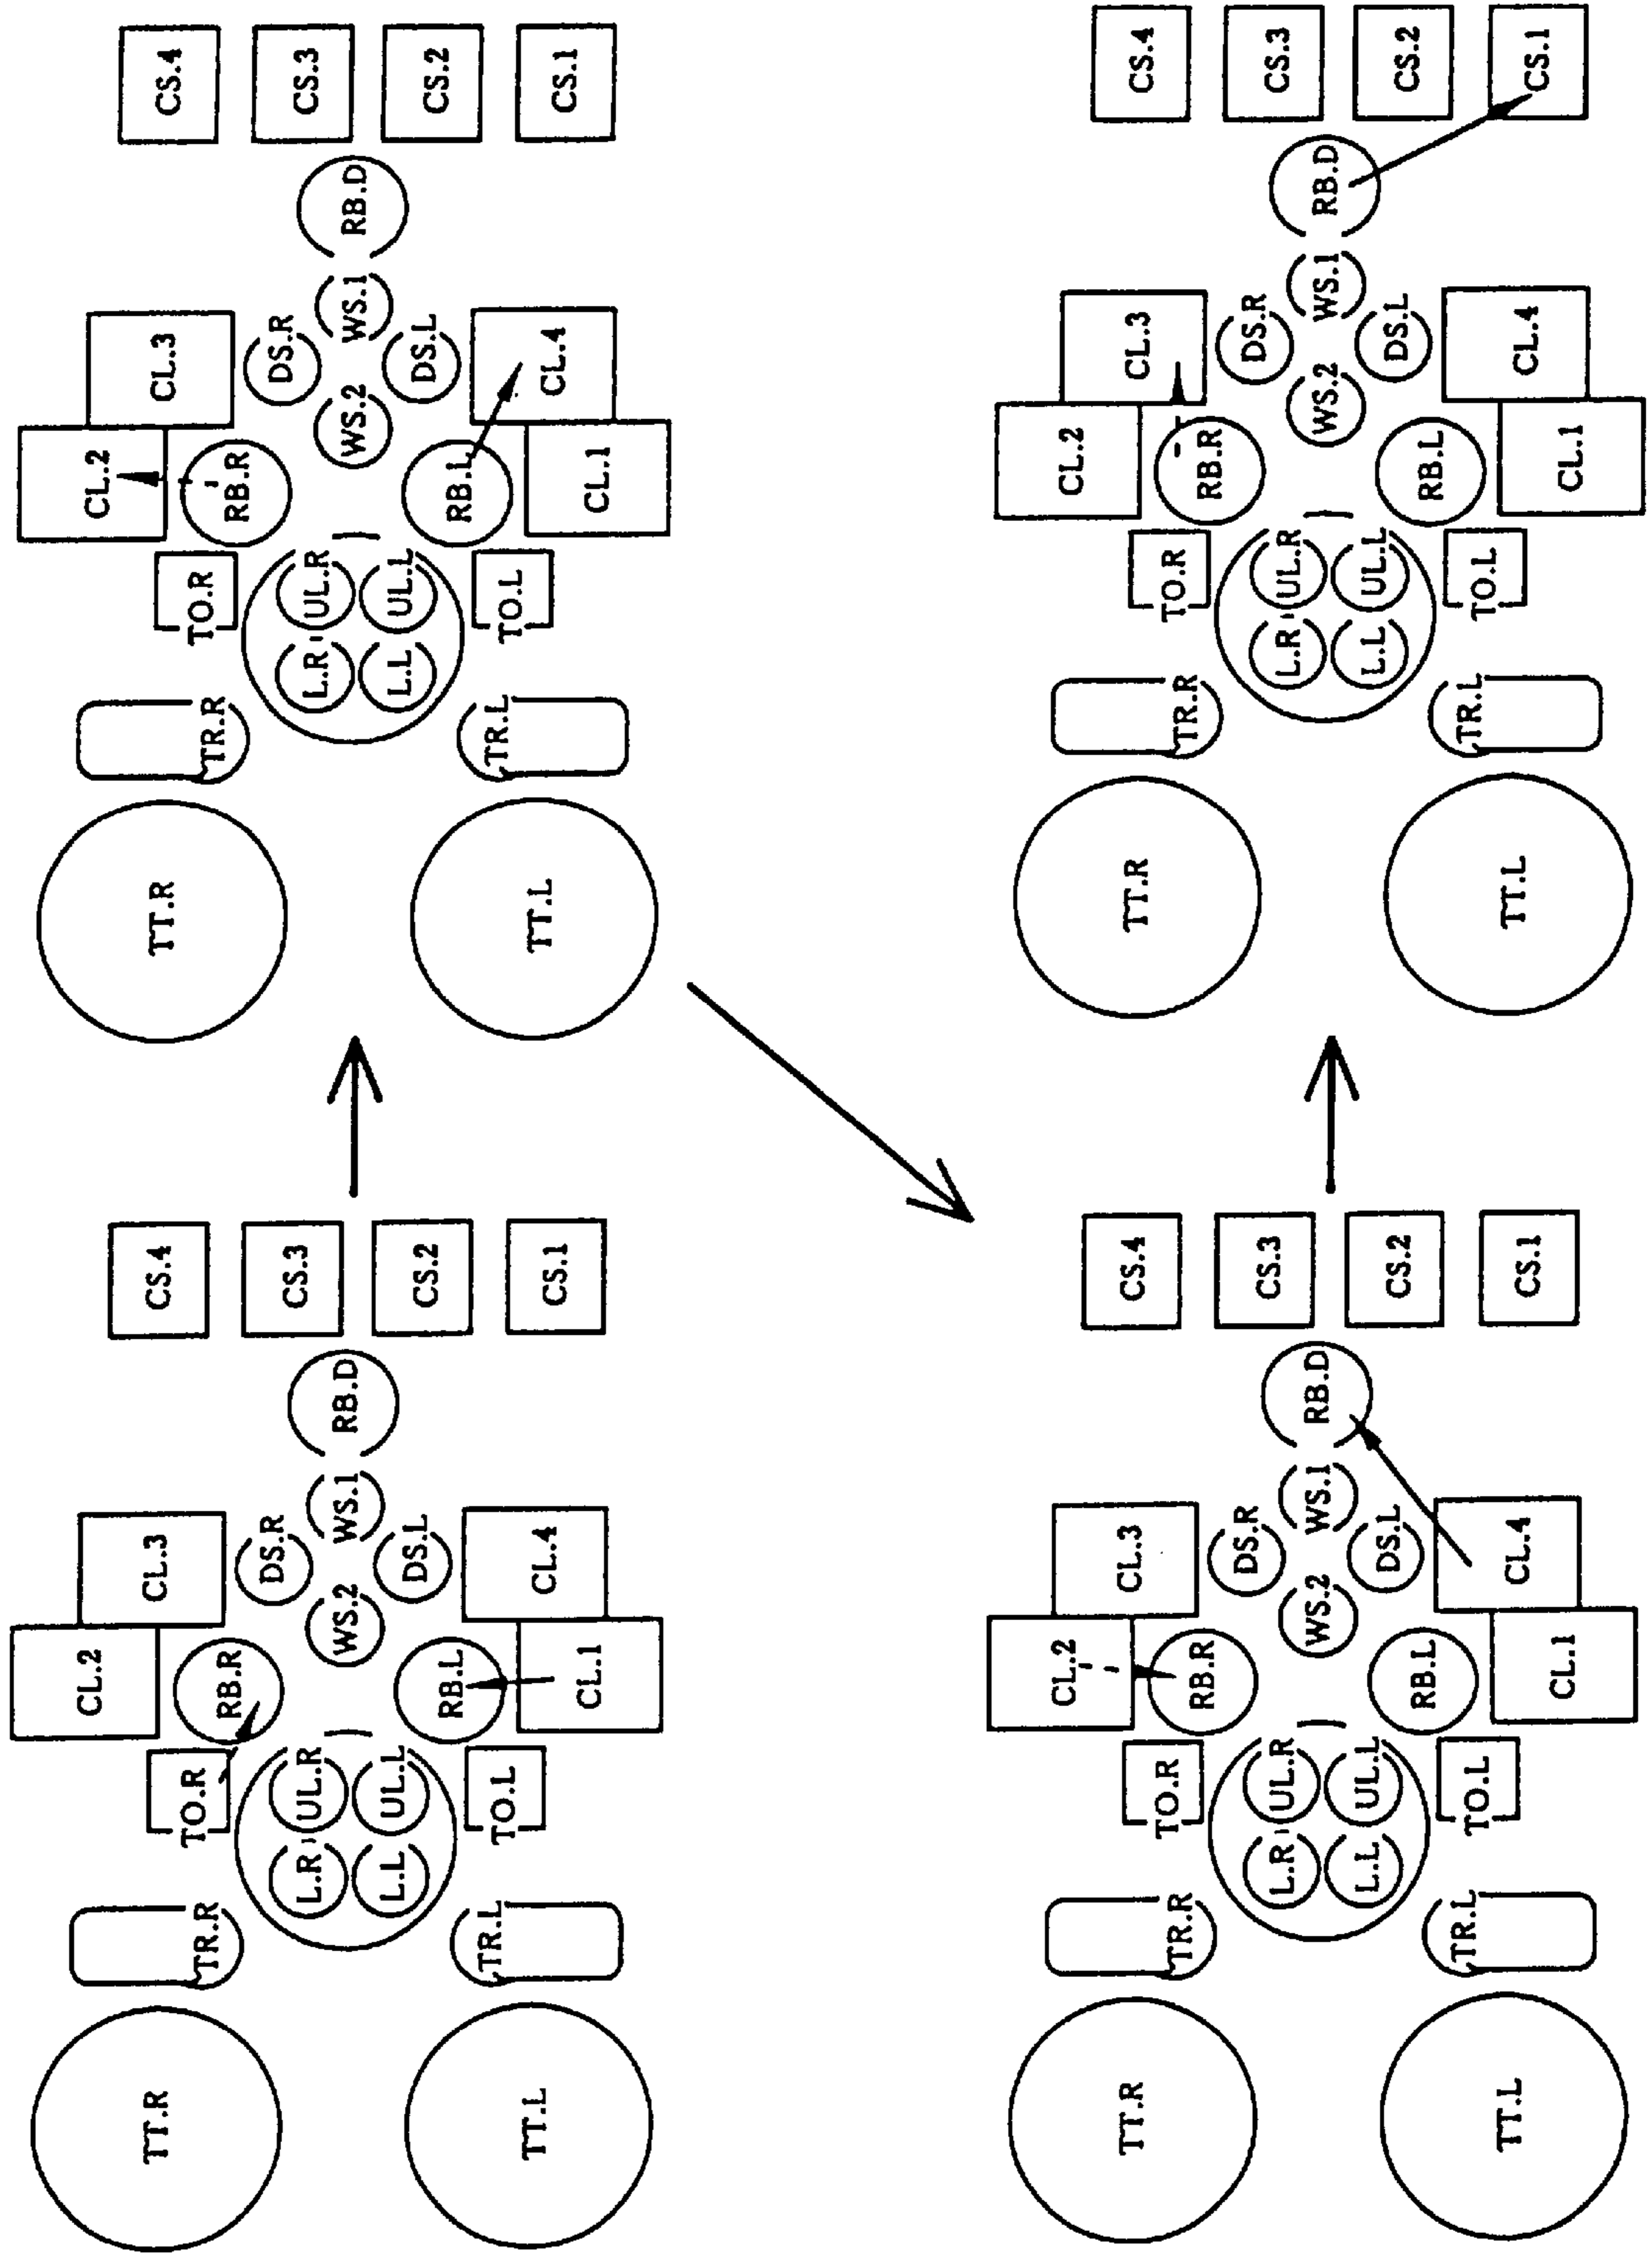 CS.4
CS.3
CS.2
CS.1
RB.D
WS.1
CL.3
DS.R
DS.L
CL.4
WS.2
CL.2
RB.R
RB.L
CL.1
TO.R
UL.R
UL.L
TO.L
L.R
L.L
TR.R
TR.L
TT.R
TT.L
CS.4
CS.3
CS.2
CS.1
RB.D
WS.1
CL.3
DS.R
DS.L
CL.4
WS.2
CL.2
RB.R
RB.L
CL.1
TO.R
UL.R
UL.L
TO.L
L.R
L.L
TR.R
TR.L
TT.R
TT.L
CS.4
CS.3
CS.2
CS.1
RB.D
WS.1
CL.3
DS.R
DS.L
CL.4
WS.2
CL.2
RB.R
RB.L
CL.1
TO.R
UL.R
UL.L
TO.L
L.R
L.L
TR.R
TR.L
TT.R
TT.L
CS.4
CS.3
CS.2
CS.1
RB.D
WS.1
CL.3
DS.R
DS.L
CL.4
WS.2
CL.2
RB.R
RB.L
CL.1
TO.R
UL.R
UL.L
TO.L
L.R
L.L
TR.R
TR.L
TT.R
TT.L